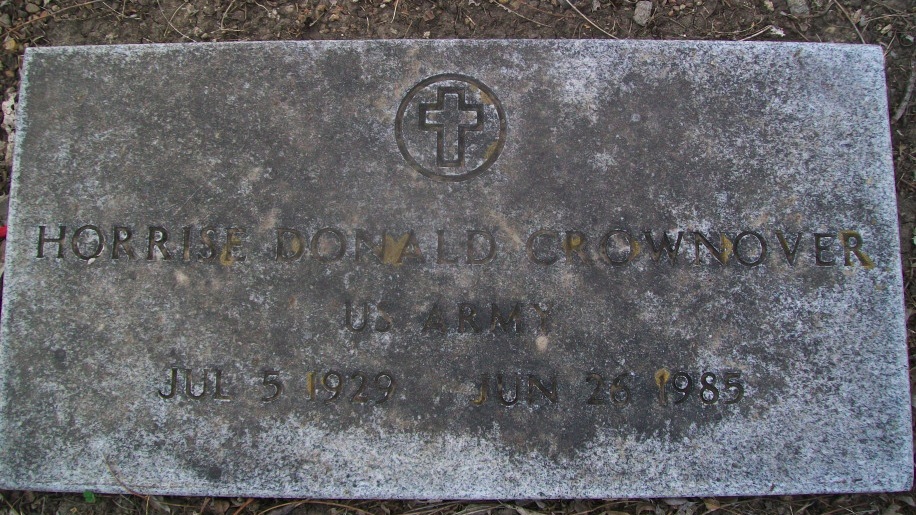 HORRISE DONALD CROWNOVER
US ARMY
JUL 5 1929 JUN 26 1985